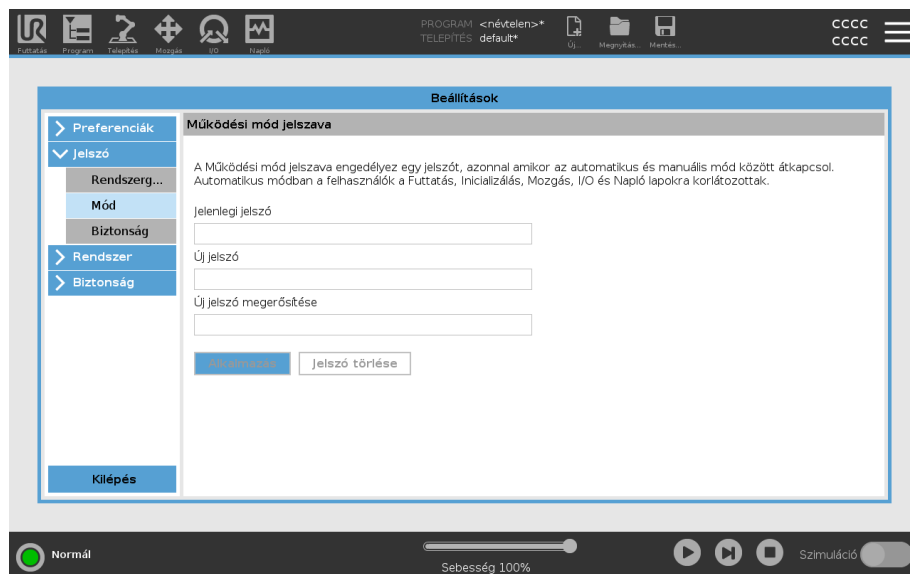 PROGRAM <névtelen>*
TELEPÍTÉS default*
CCCC
CCCC
Futtatás Program Telepítés Mozgás I/O Napló Új... Megnyitás... Mentés...
Beállítások
Preferenciák
Jelszó
Rendszerg...
Mód
Biztonság
Rendszer
Biztonság
Kilépés
Működési mód jelszava
A Működési mód jelszava engedélyez egy jelszót, azonnal amikor az automatikus és manuális mód között átkapcsol.
Automatikus módban a felhasználók a Futtatás, Inicializálás, Mozgás, I/O és Napló lapokra korlátozottak.
Jelenlegi jelszó
Új jelszó
Új jelszó megerősítése
Alkalmazás Jelszó törlése
Normál
Sebesség 100%
Szimuláció